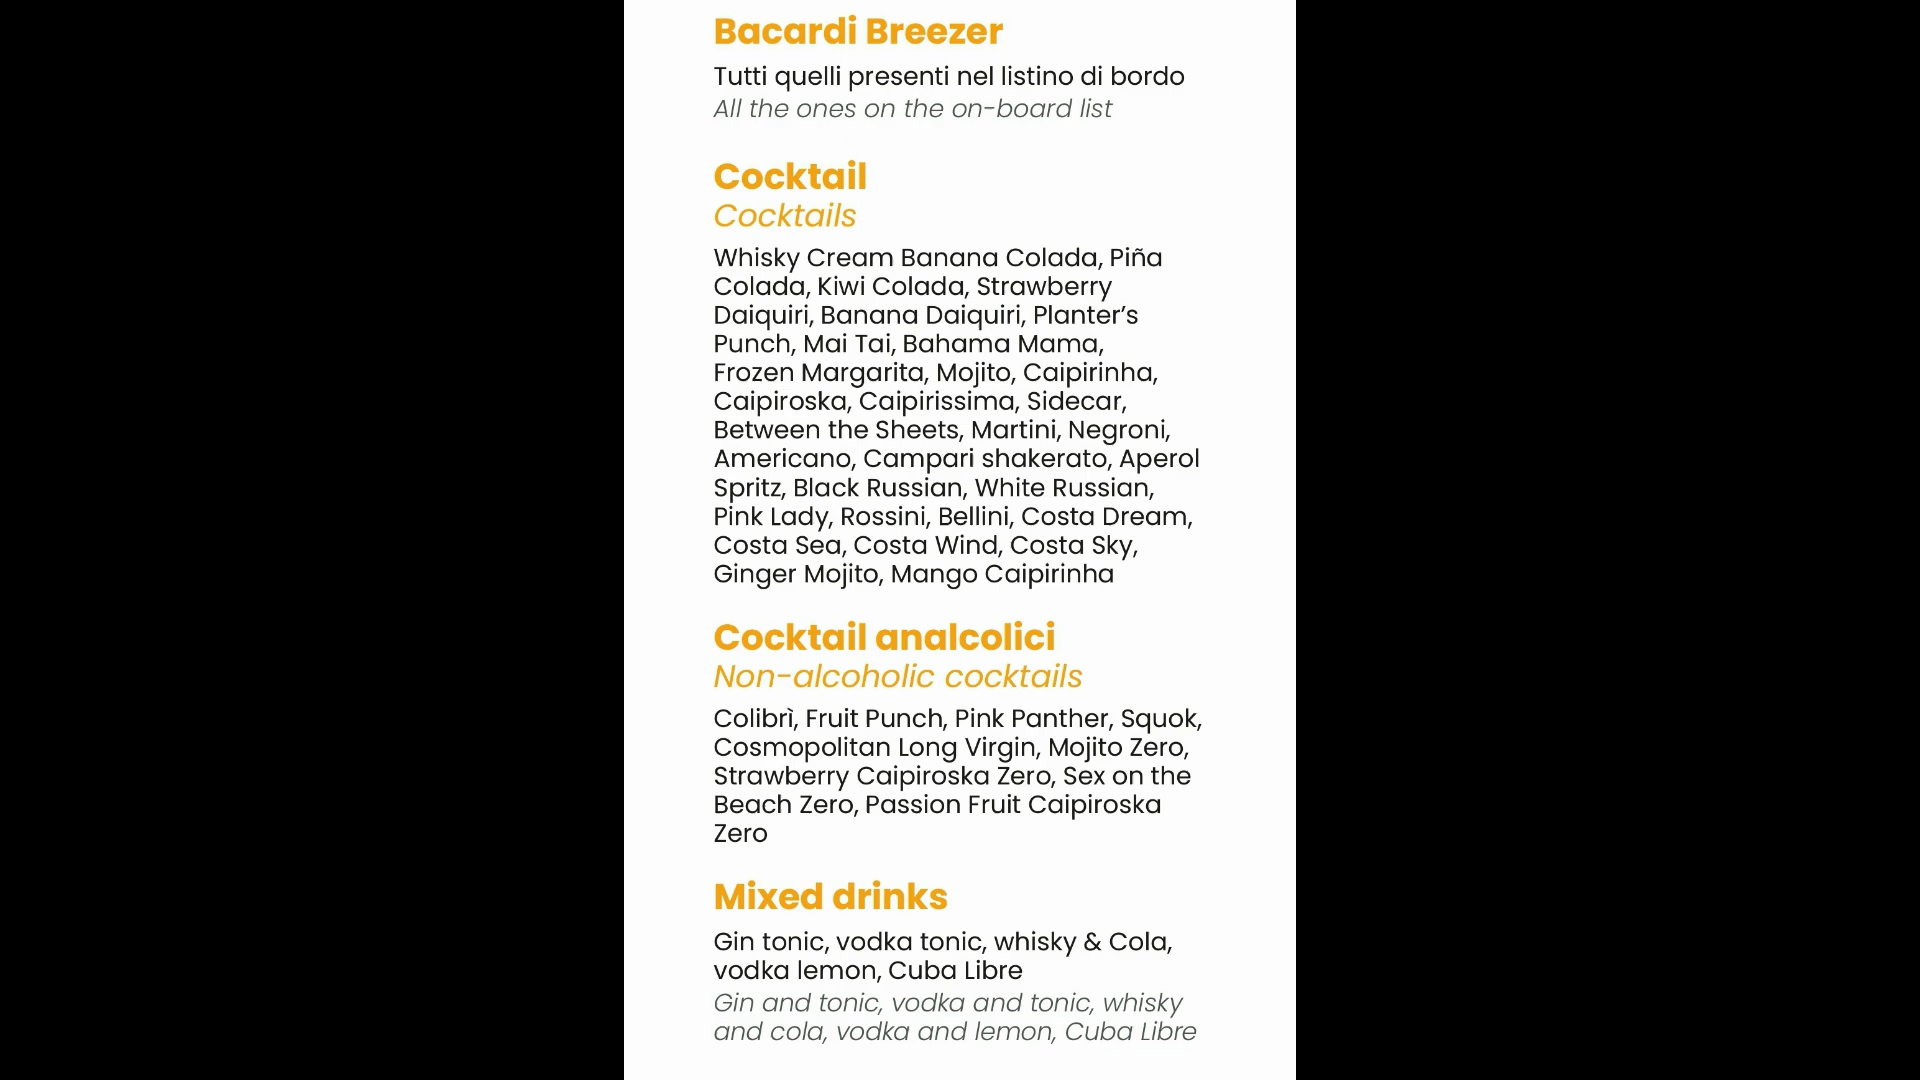 Bacardi Breezer
Tutti quelli presenti nel listino di bordo
All the ones on the on-board list
Cocktail
Cocktails
Whisky Cream Banana Colada, Piña
Colada, Kiwi Colada, Strawberry
Daiquiri, Banana Daiquiri, Planter’s
Punch, Mai Tai, Bahama Mama,
Frozen Margarita, Mojito, Caipirinha,
Caipiroska, Caipirissima, Sidecar,
Between the Sheets, Martini, Negroni,
Americano, Campari shakerato, Aperol
Spritz, Black Russian, White Russian,
Pink Lady, Rossini, Bellini, Costa Dream,
Costa Sea, Costa Wind, Costa Sky,
Ginger Mojito, Mango Caipirinha
Cocktail analcolici
Non-alcoholic cocktails
Colibrì, Fruit Punch, Pink Panther, Squok,
Cosmopolitan Long Virgin, Mojito Zero,
Strawberry Caipiroska Zero, Sex on the
Beach Zero, Passion Fruit Caipiroska
Zero
Mixed drinks
Gin tonic, vodka tonic, whisky & Cola,
vodka lemon, Cuba Libre
Gin and tonic, vodka and tonic, whisky
and cola, vodka and lemon, Cuba Libre